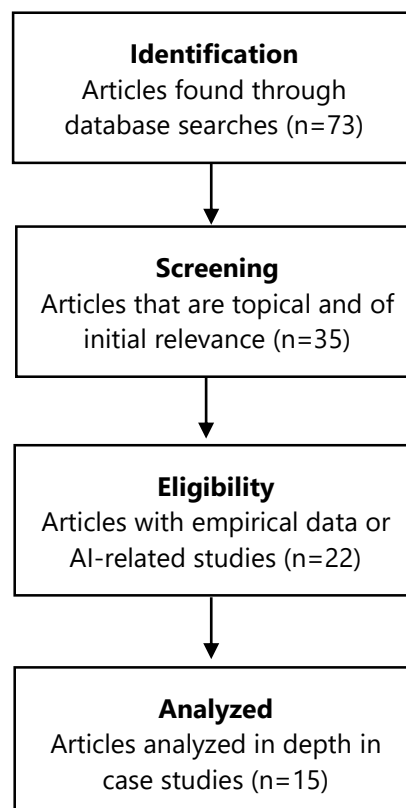 Identification
Articles found through
database searches (n=73)
Screening
Articles that are topical and of
initial relevance (n=35)
Eligibility
Articles with empirical data or
AI-related studies (n=22)
Analyzed
Articles analyzed in depth in
case studies (n=15)